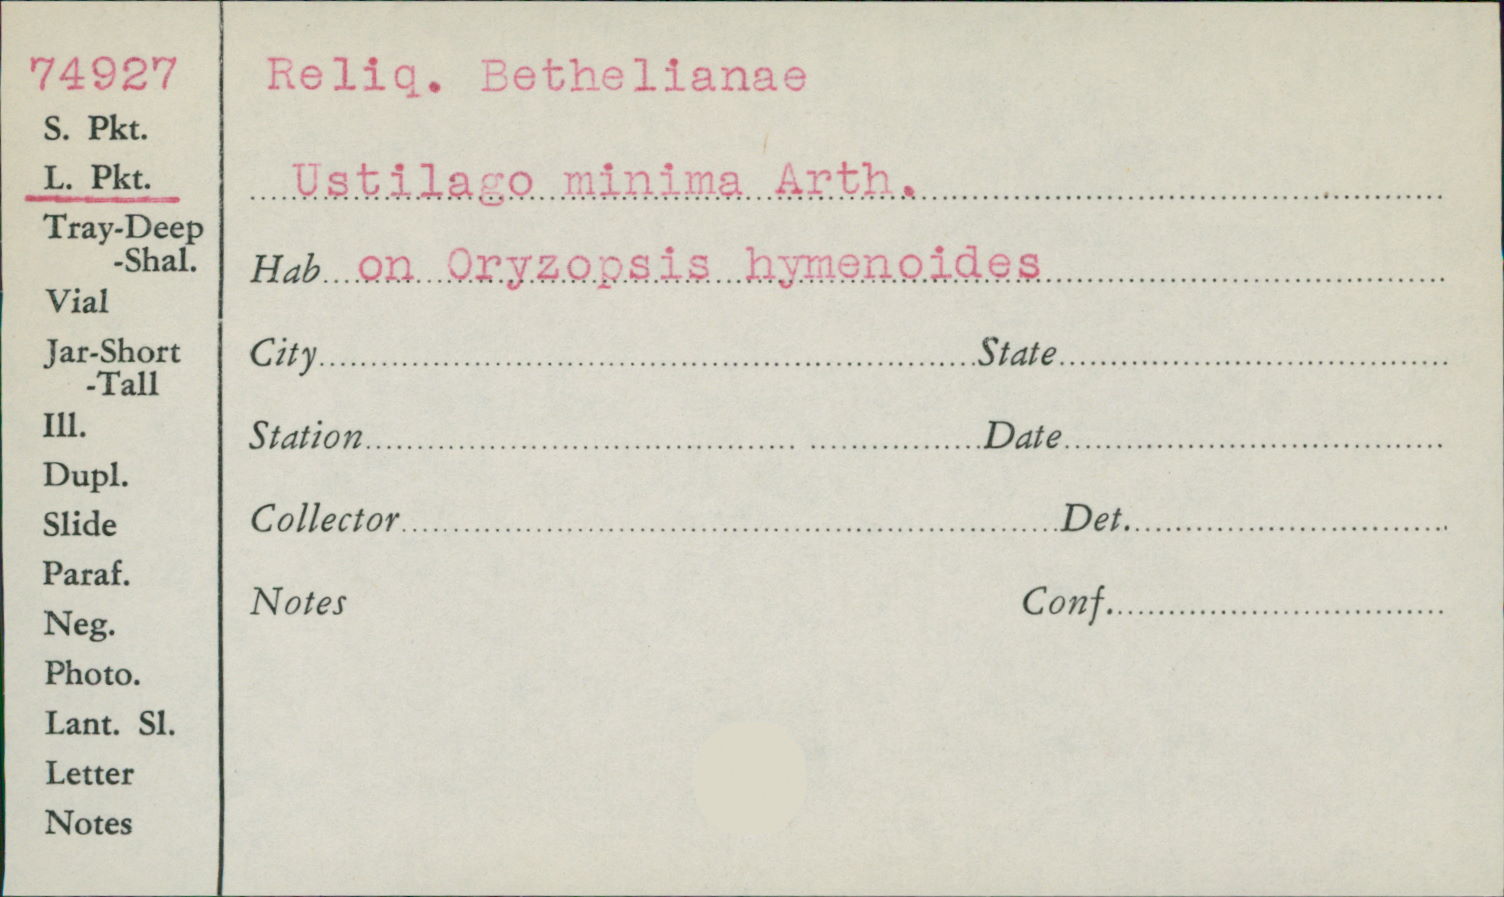 74927
Reliq. Bethelianae
S. Pkt.
L. Pkt.
Ustilago minima Arth.
Tray-Deep
-Shal.
Hab on Oryzopsis hymenoides
Vial
Jar-Short
-Tall
City State
Ill.
Station Date
Dupl.
Slide
Collector Det.
Paraf.
Neg.
Notes Conf.
Photo.
Lant. Sl.
Letter
Notes